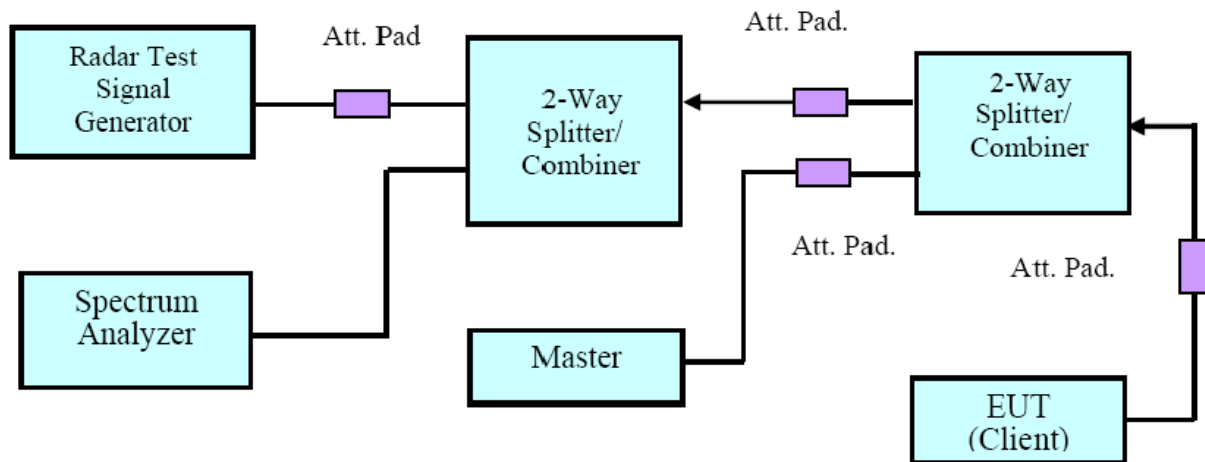 Radar Test
Signal
Generator
Att. Pad
2-Way
Splitter/
Combiner
Att. Pad.
2-Way
Splitter/
Combiner
Att. Pad.
Att. Pad.
Spectrum
Analyzer
Master
EUT
(Client)